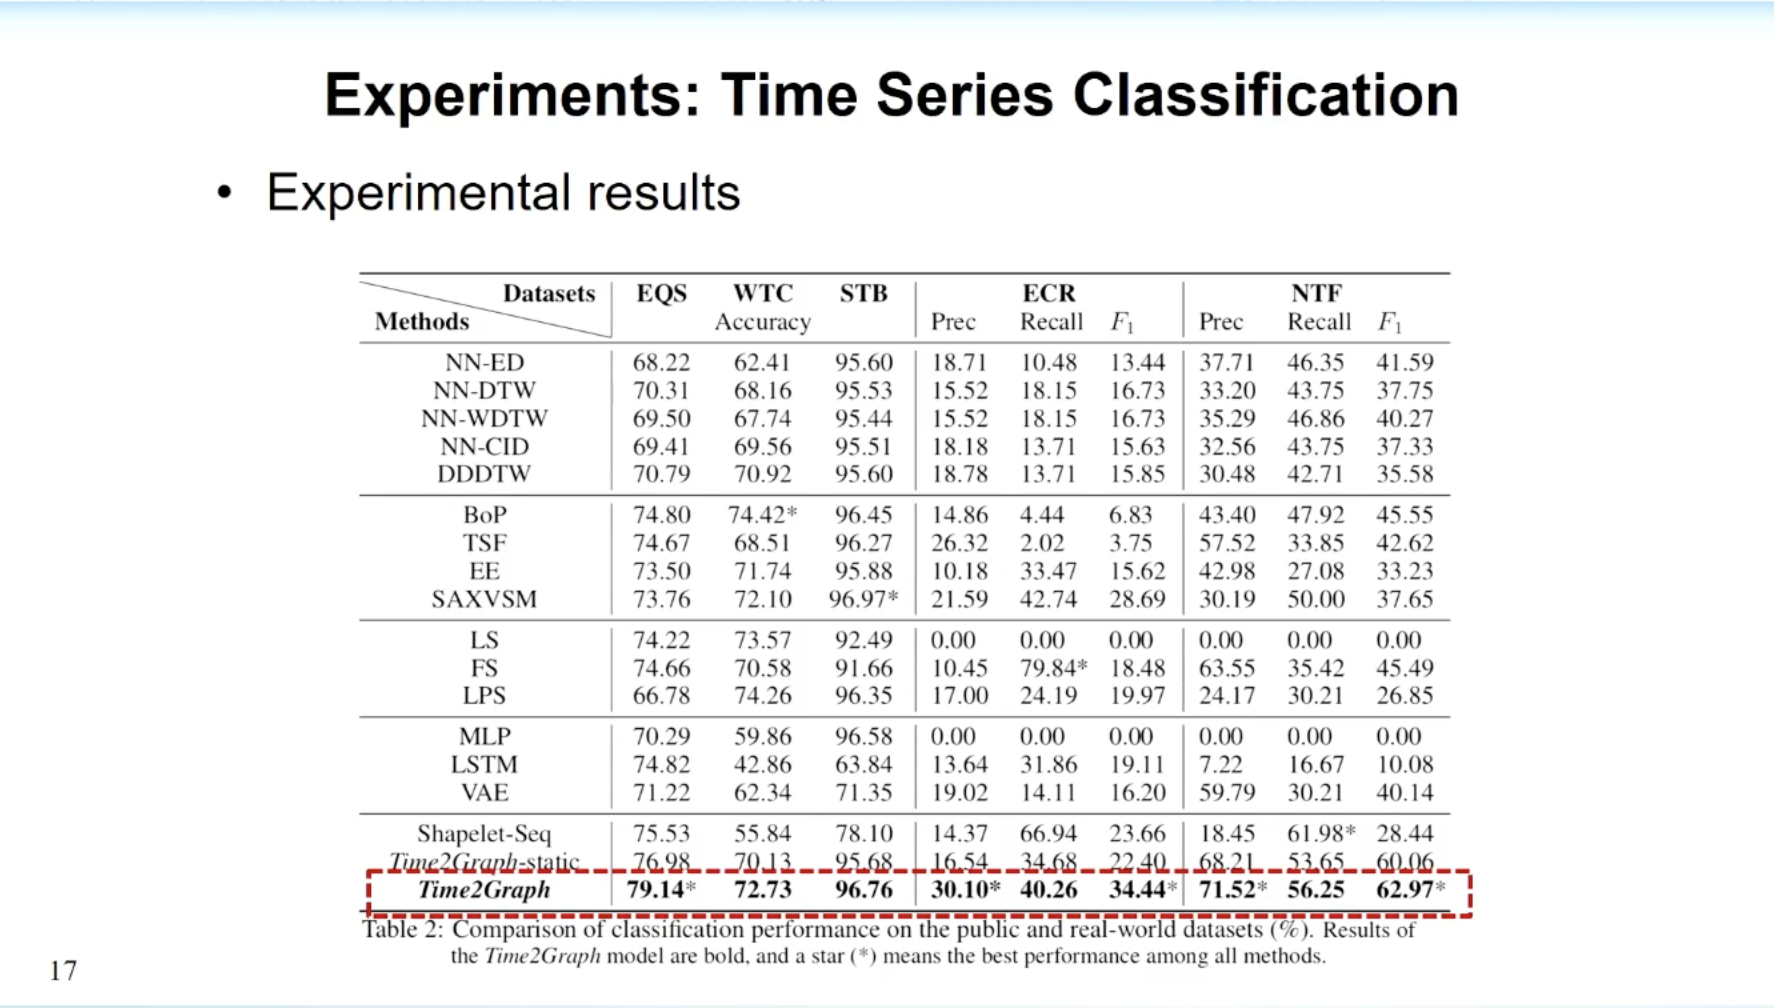 Experiments: Time Series Classification
• Experimental results
Datasets EQS WTC STB ECR NTF
Methods Accuracy Prec Recall F1 Prec Recall F1
NN-ED 68.22 62.41 95.60 18.71 10.48 13.44 37.71 46.35 41.59
NN-DTW 70.31 68.16 95.53 15.52 18.15 16.73 33.20 43.75 37.75
NN-WDTW 69.50 67.74 95.44 15.52 18.15 16.73 35.29 46.86 40.27
NN-CID 69.41 69.56 95.51 18.18 13.71 15.63 32.56 43.75 37.33
DDDTW 70.79 70.92 95.60 18.78 13.71 15.85 30.48 42.71 35.58
BoP 74.80 74.42* 96.45 14.86 4.44 6.83 43.40 47.92 45.55
TSF 74.67 68.51 96.27 26.32 2.02 3.75 57.52 33.85 42.62
EE 73.50 71.74 95.88 10.18 33.47 15.62 42.98 27.08 33.23
SAXVSM 73.76 72.10 96.97* 21.59 42.74 28.69 30.19 50.00 37.65
LS 74.22 73.57 92.49 0.00 0.00 0.00 0.00 0.00 0.00
FS 74.66 70.58 91.66 10.45 79.84* 18.48 63.55 35.42 45.49
LPS 66.78 74.26 96.35 17.00 24.19 19.97 24.17 30.21 26.85
MLP 70.29 59.86 96.58 0.00 0.00 0.00 0.00 0.00 0.00
LSTM 74.82 42.86 63.84 13.64 31.86 19.11 7.22 16.67 10.08
VAE 71.22 62.34 71.35 19.02 14.11 16.20 59.79 30.21 40.14
Shapelet-Seq 75.53 55.84 78.10 14.37 66.94 23.66 18.45 61.98* 28.44
Time2Graph-static 76.98 70.13 95.68 16.54 34.68 22.40 68.21 53.65 60.06
Time2Graph 79.14* 72.73 96.76 30.10* 40.26 34.44* 71.52* 56.25 62.97*
Table 2: Comparison of classification performance on the public and real-world datasets (%). Results of
the Time2Graph model are bold, and a star (*) means the best performance among all methods.
17